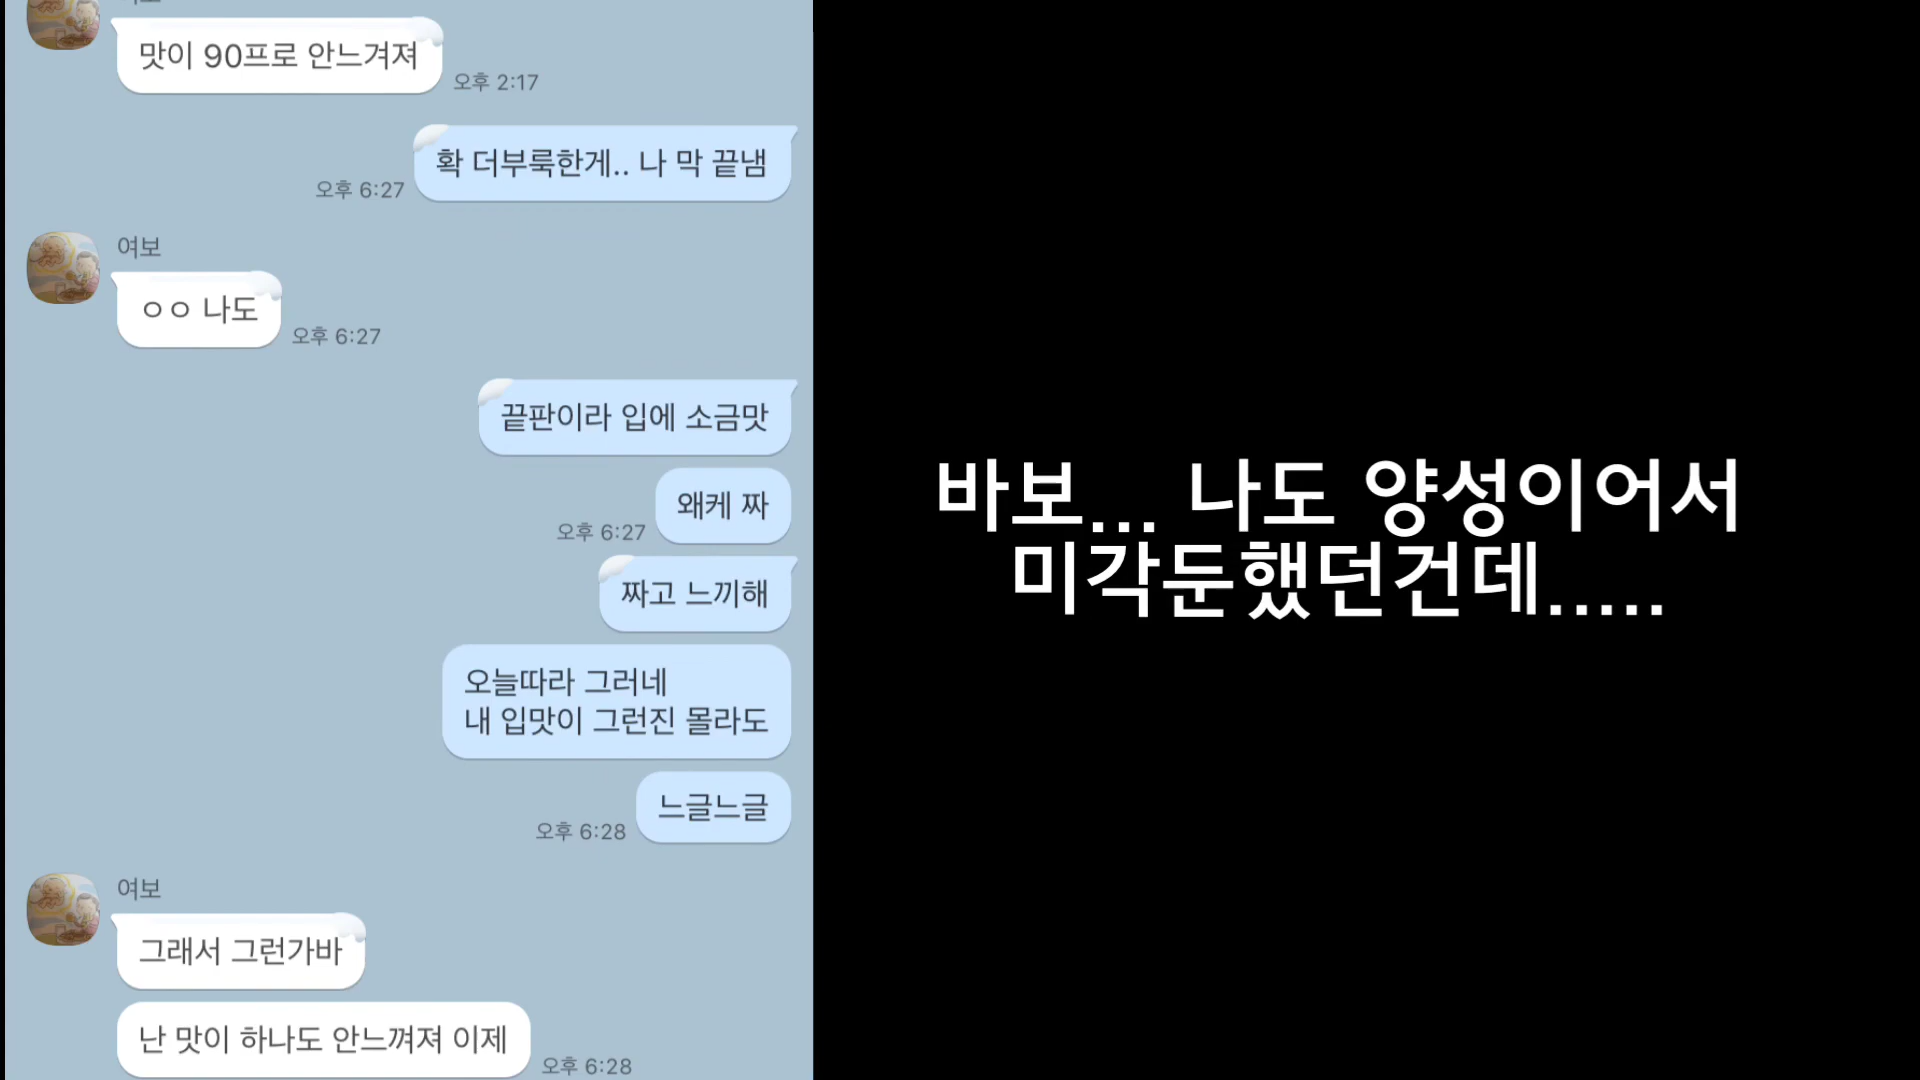 맛이 90프로 안느겨져
오후 2:17
확 더부룩한게.. 나 막 끝냄
오후 6:27
여보
ㅇㅇ 나도
오후 6:27
끝판이라 입에 소금맛
왜케 짜
오후 6:27
짜고 느끼해
오늘따라 그러네
내 입맛이 그런진 몰라도
느글느글
오후 6:28
여보
그래서 그런가바
난 맛이 하나도 안느껴져 이제
오후 6:28
바보... 나도 양성이어서
미각둔했던건데.....